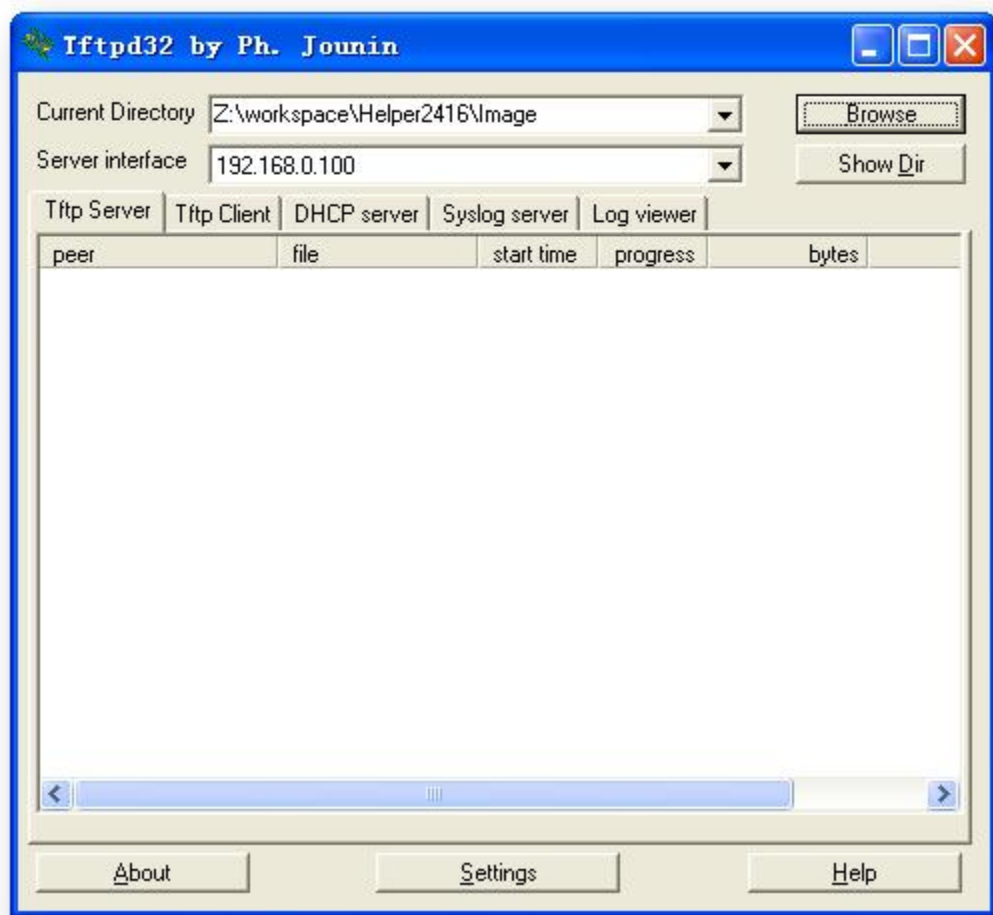 Tftpd32 by Ph. Jounin
Current Directory Z:\workspace\Helper2416\Image Browse
Server interface 192.168.0.100 Show Dir
Tftp Server Tftp Client DHCP server Syslog server Log viewer
peer file start time progress bytes
About Settings Help